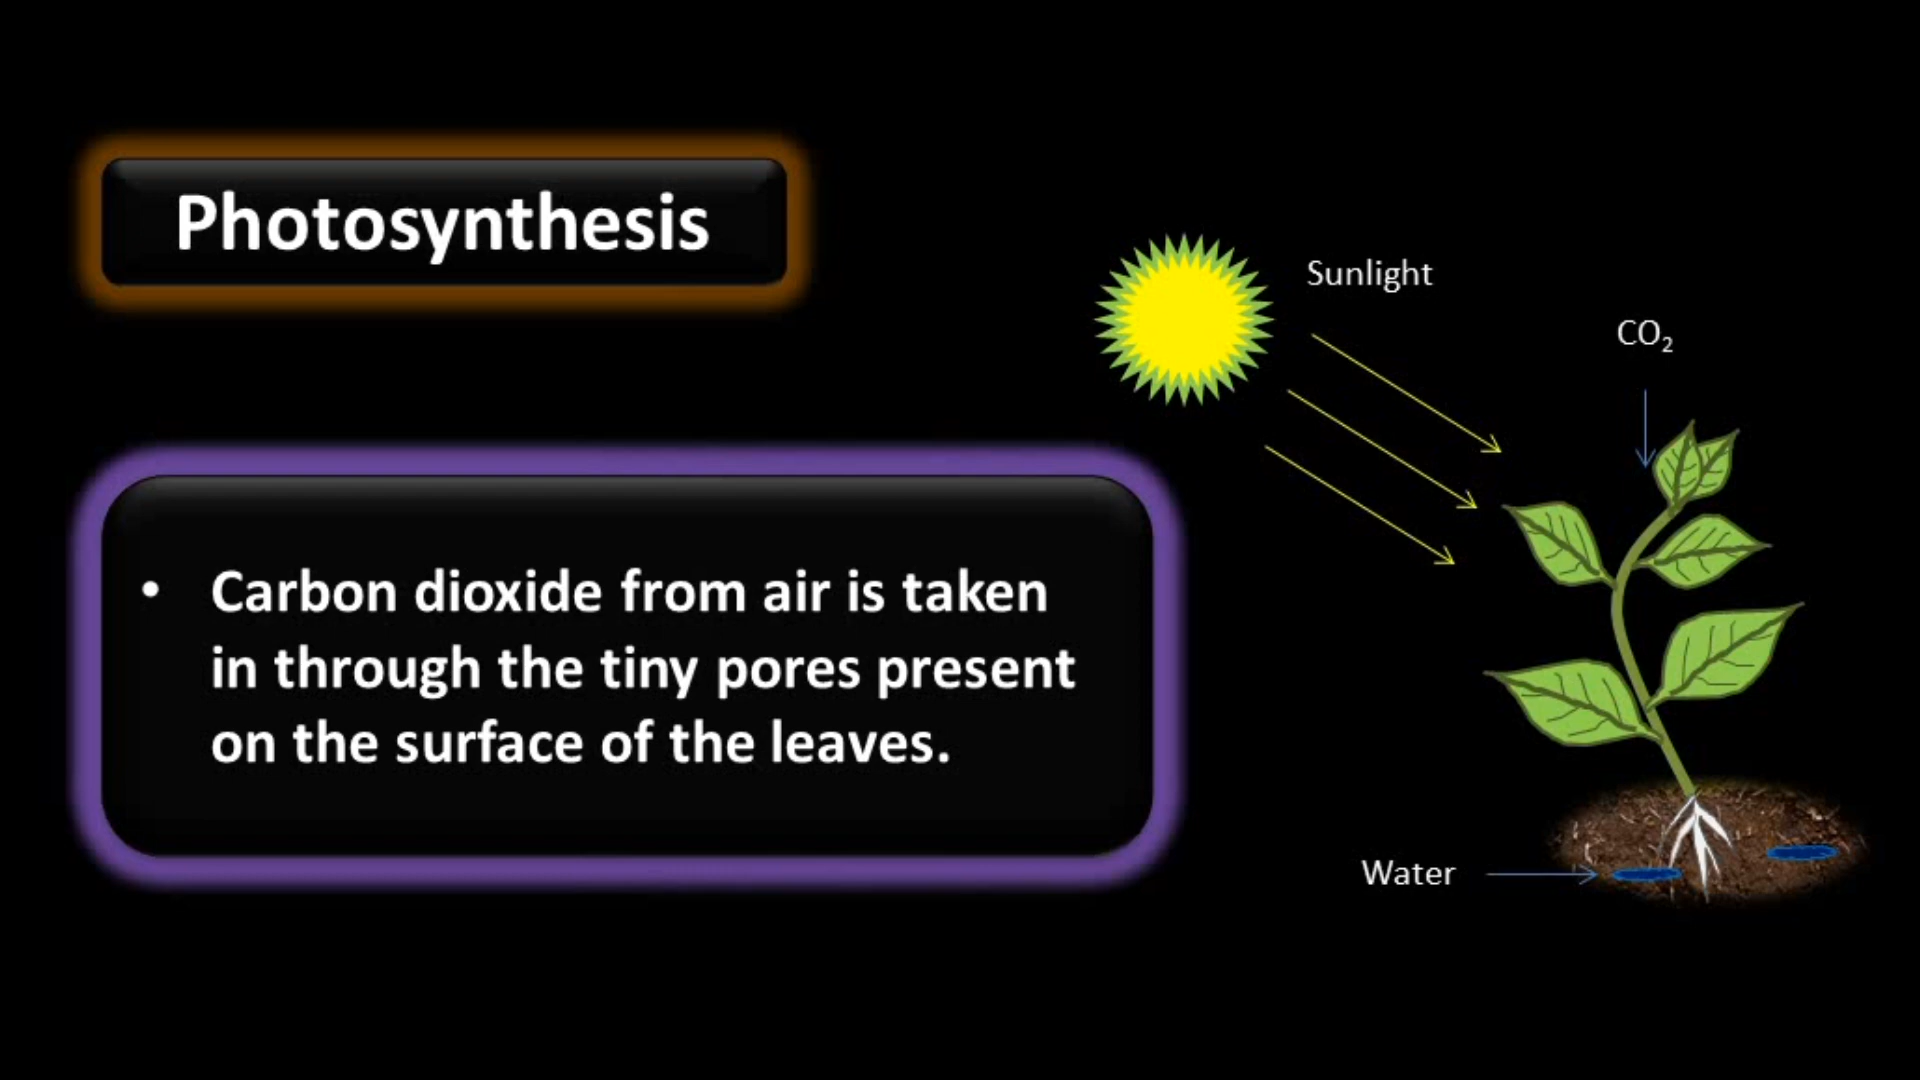 Photosynthesis
Sunlight
CO₂
• Carbon dioxide from air is taken
in through the tiny pores present
on the surface of the leaves.
Water